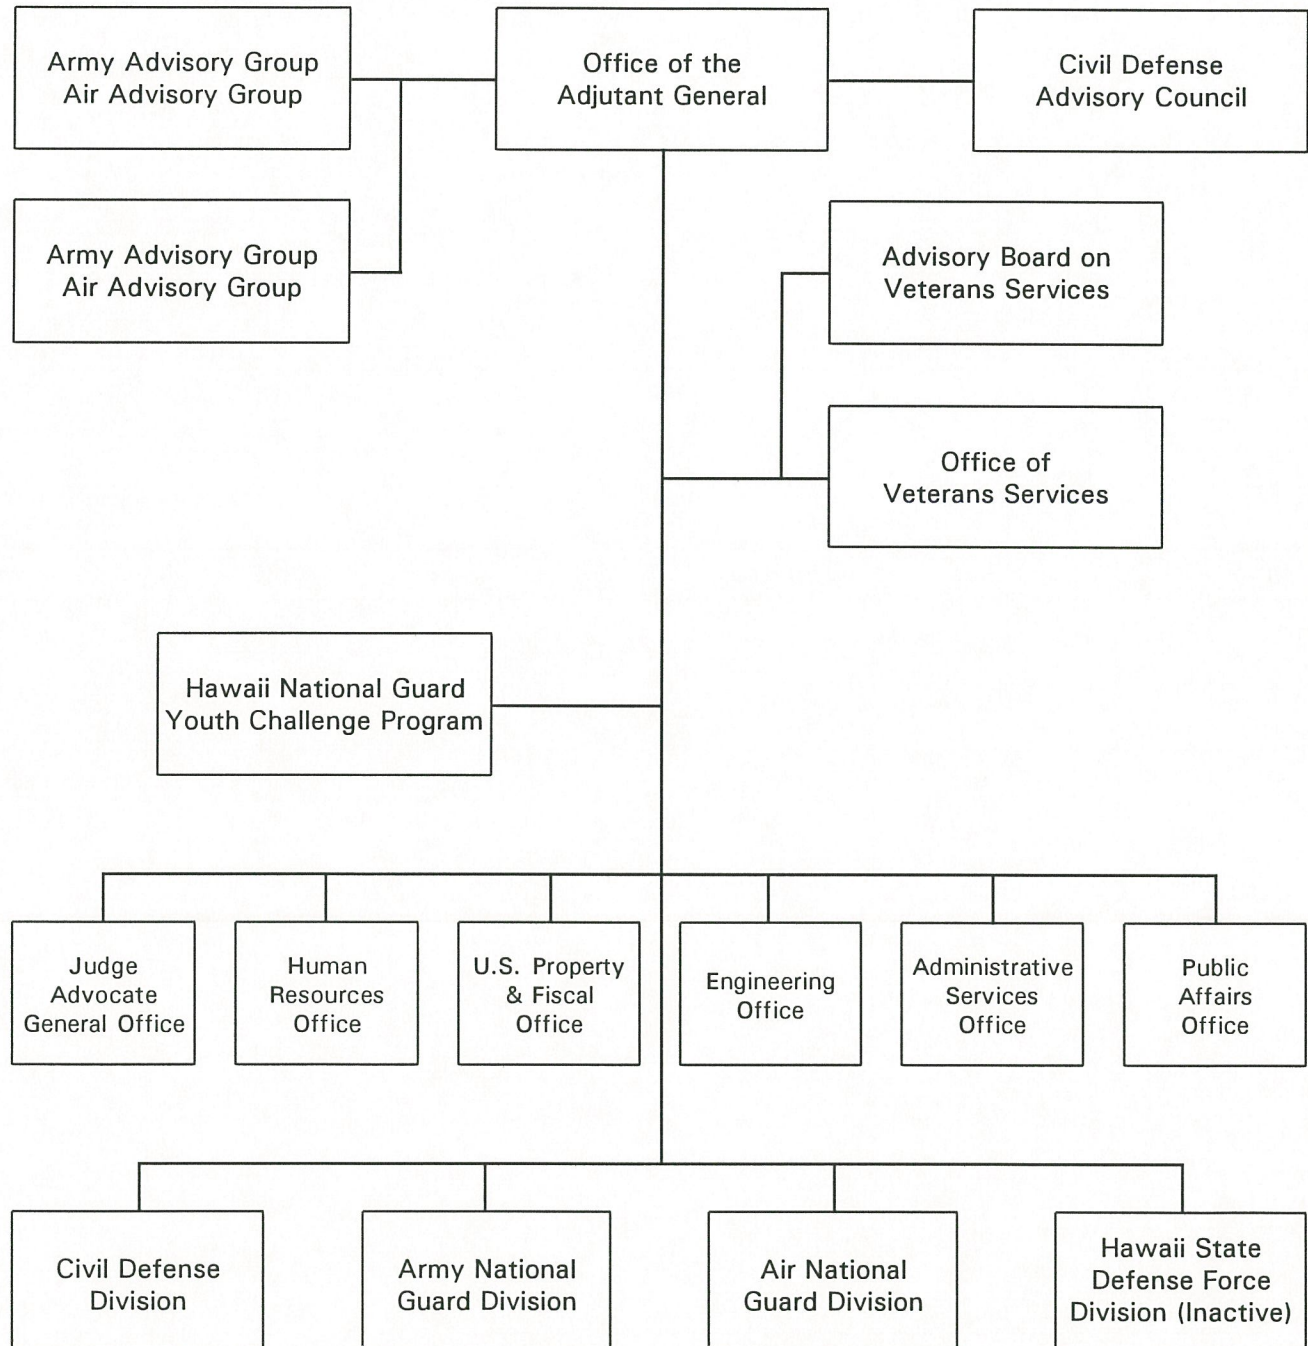 Army Advisory Group
Air Advisory Group
Office of the
Adjutant General
Civil Defense
Advisory Council
Army Advisory Group
Air Advisory Group
Advisory Board on
Veterans Services
Office of
Veterans Services
Hawaii National Guard
Youth Challenge Program
Judge
Advocate
General Office
Human
Resources
Office
U.S. Property
& Fiscal
Office
Engineering
Office
Administrative
Services
Office
Public
Affairs
Office
Civil Defense
Division
Army National
Guard Division
Air National
Guard Division
Hawaii State
Defense Force
Division (Inactive)